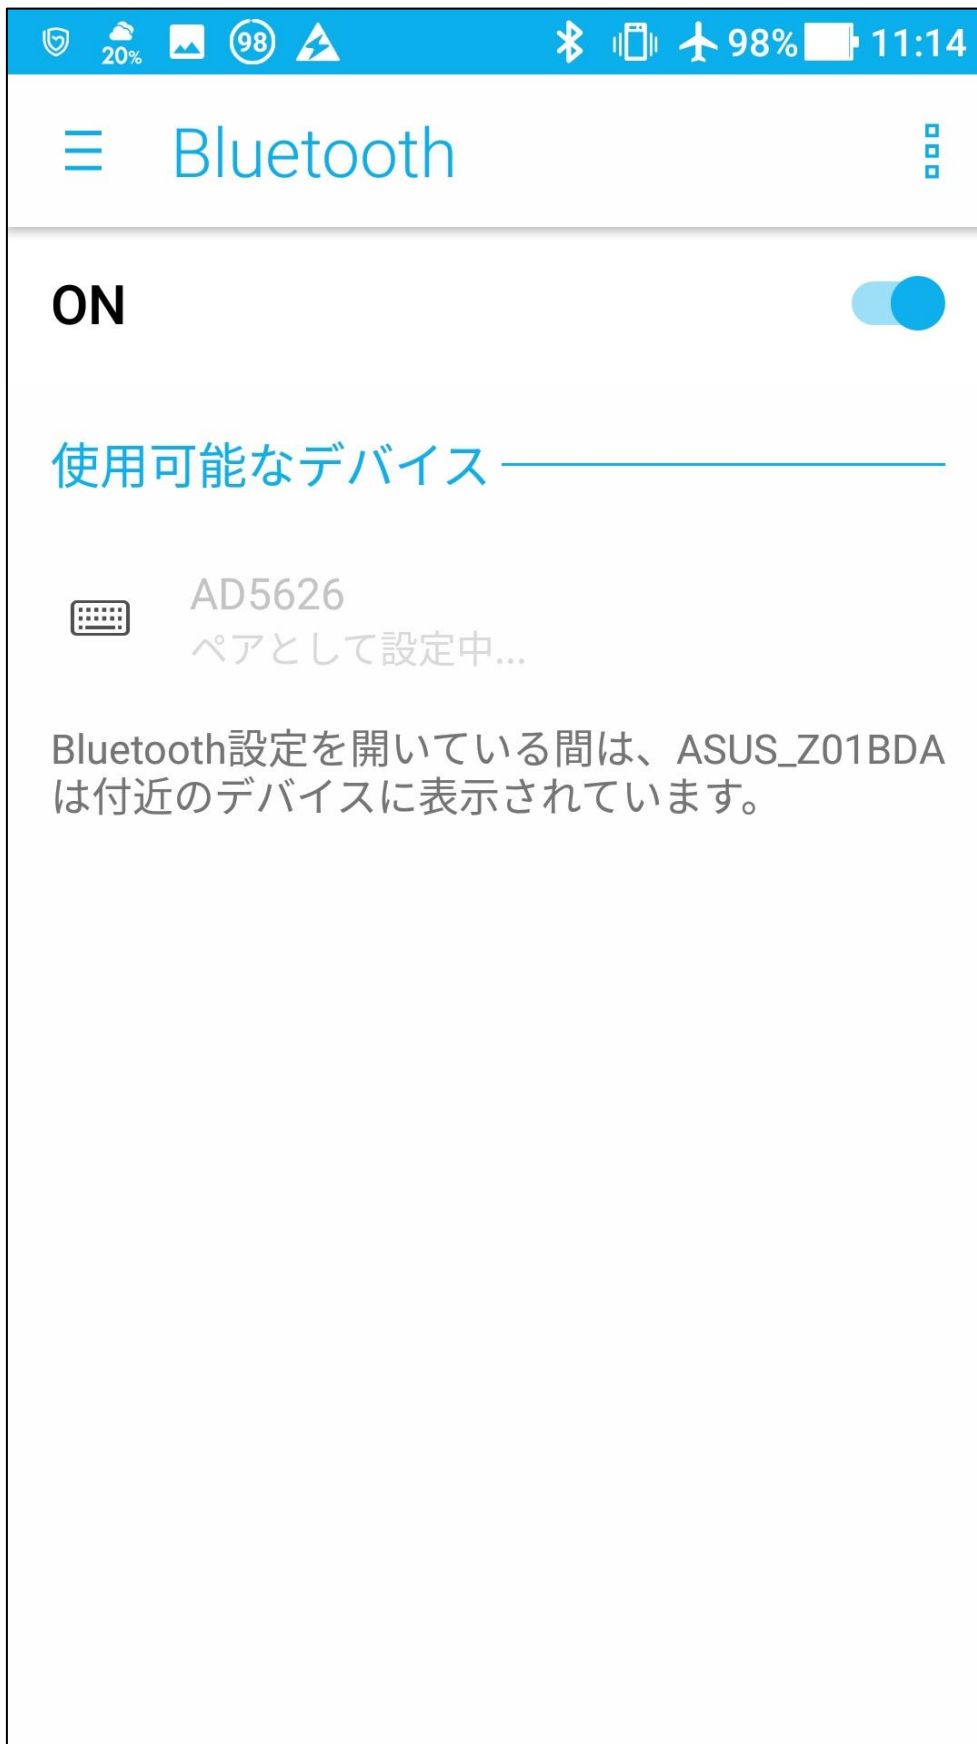 20%
98
98%
11:14
Bluetooth
ON
使用可能なデバイス
AD5626
ペアとして設定中...
Bluetooth設定を開いている間は、ASUS_Z01BDA
は付近のデバイスに表示されています。